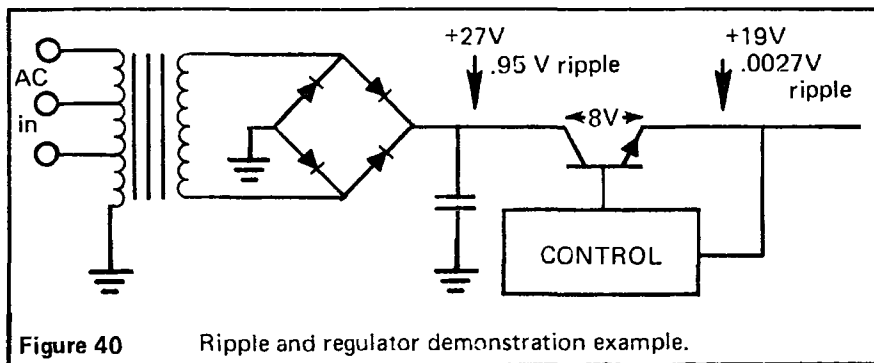 +27V
.95 V ripple
+19V
.0027V
ripple
AC
in
8V
CONTROL
Figure 40 Ripple and regulator demonstration example.